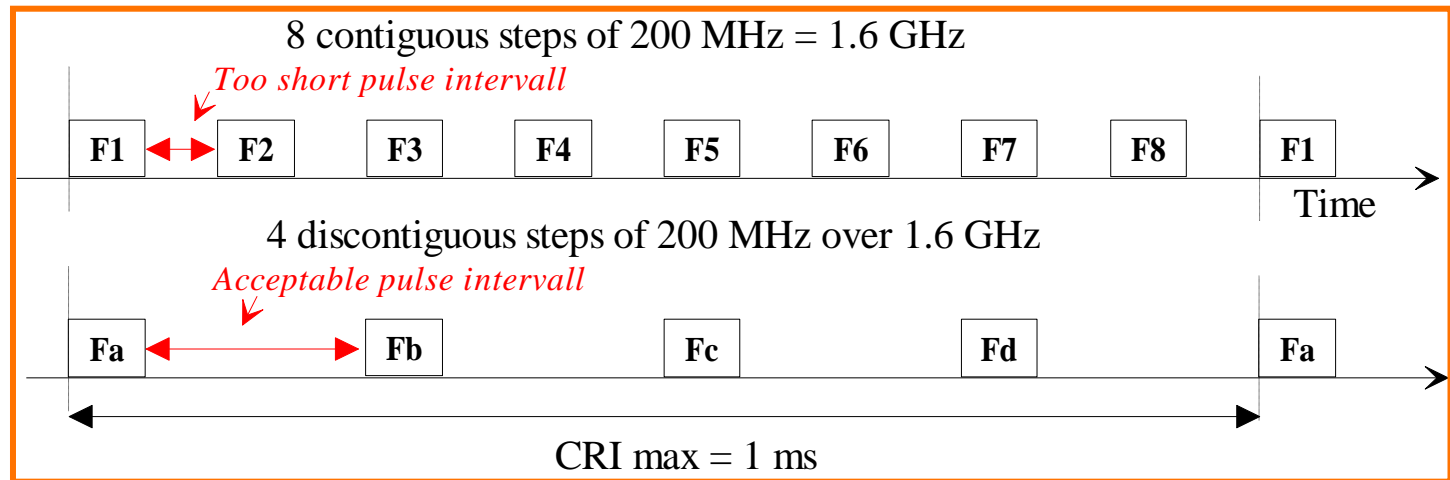 8 contiguous steps of 200 MHz = 1.6 GHz
Too short pulse intervall
F1 F2 F3 F4 F5 F6 F7 F8 F1
Time
4 discontiguous steps of 200 MHz over 1.6 GHz
Acceptable pulse intervall
Fa Fb Fc Fd Fa
CRI max = 1 ms